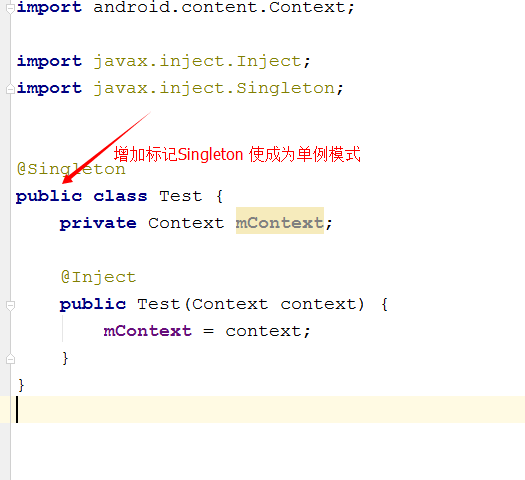 import android.content.Context;
import javax.inject.Inject;
import javax.inject.Singleton;
增加标记Singleton 使成为单例模式
@Singleton
public class Test {
private Context mContext;
@Inject
public Test(Context context) {
mContext = context;
}
}